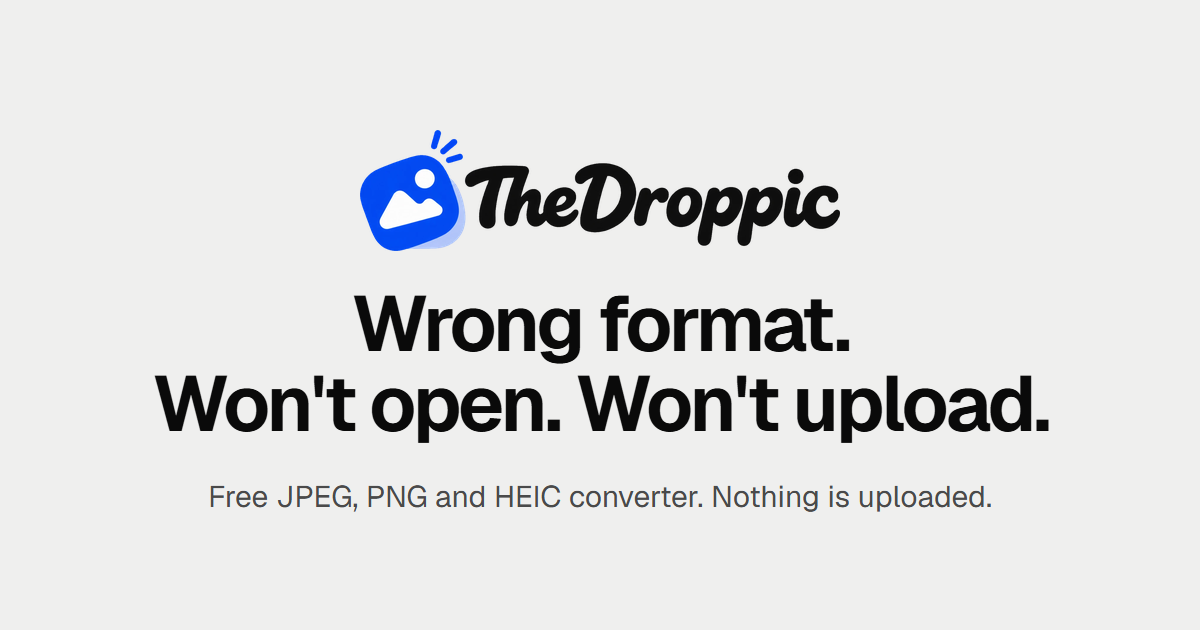 TheDroppic
Wrong format.
Won't open. Won't upload.
Free JPEG, PNG and HEIC converter. Nothing is uploaded.